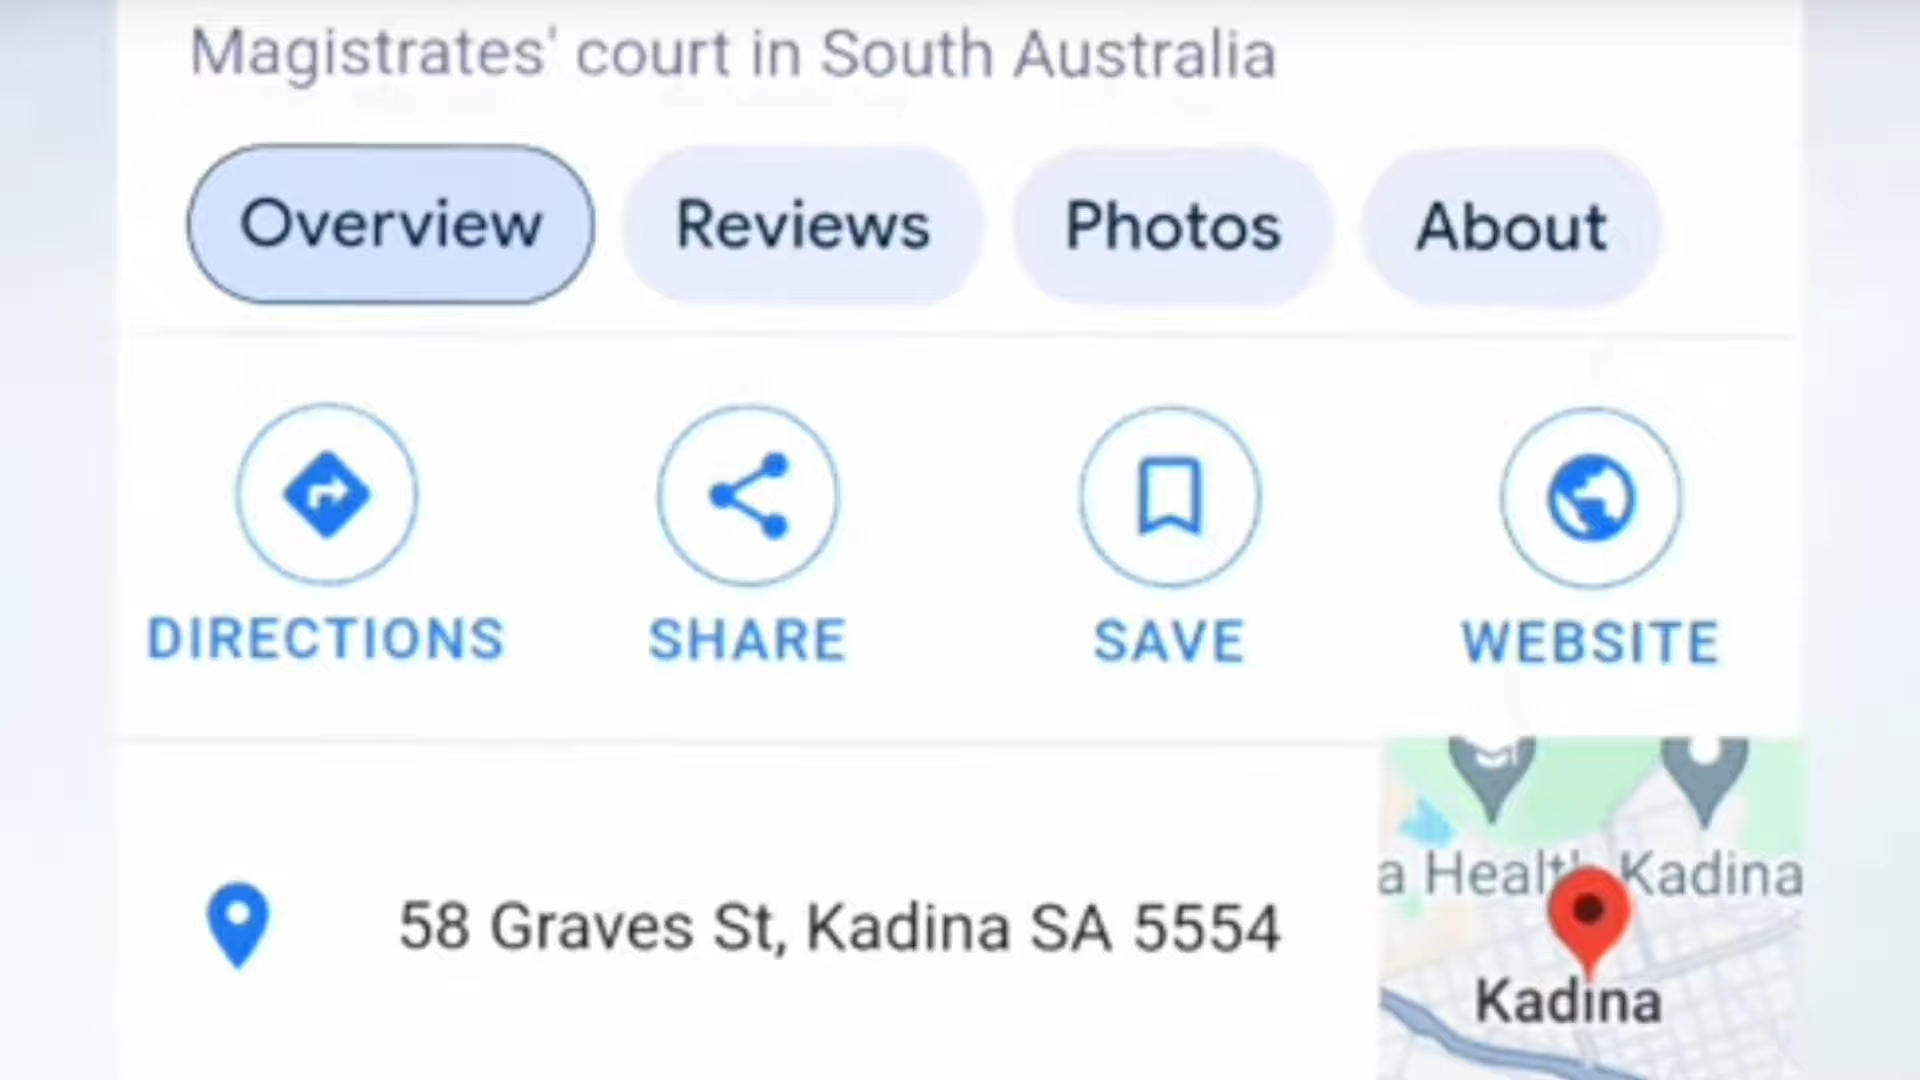 Magistrates' court in South Australia
Overview
Reviews
Photos
About
DIRECTIONS
SHARE
SAVE
WEBSITE
58 Graves St, Kadina SA 5554
a Health Kadina
Kadina